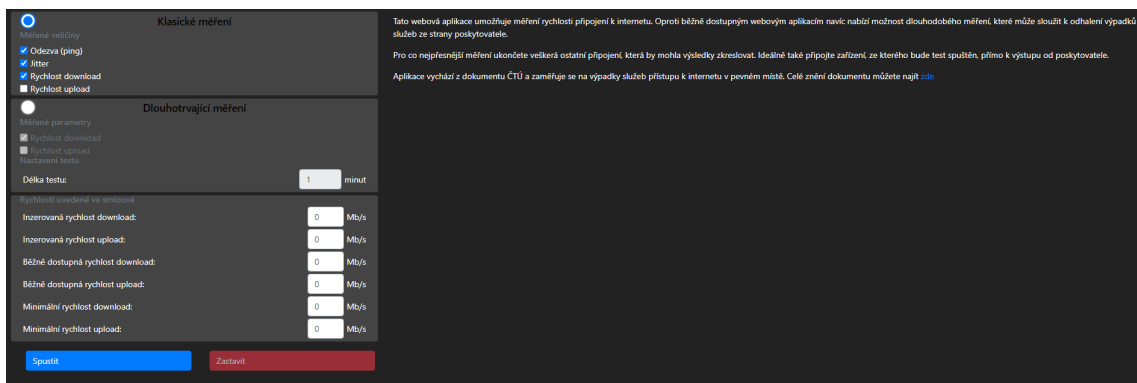 Klasické měření
Měřené veličiny
Odezva (ping)
Jitter
Rychlost download
Rychlost upload
Dlouhotrvající měření
Měřené parametry
Rychlost download
Rychlost upload
Nastavení testu
Délka testu: 1 minut
Rychlosti uvedené ve smlouvě
Inzerovaná rychlost download: 0 Mb/s
Inzerovaná rychlost upload: 0 Mb/s
Běžně dostupná rychlost download: 0 Mb/s
Běžně dostupná rychlost upload: 0 Mb/s
Minimální rychlost download: 0 Mb/s
Minimální rychlost upload: 0 Mb/s
Spustit Zastavit
Tato webová aplikace umožňuje měření rychlosti připojení k internetu. Oproti běžně dostupným webovým aplikacím navíc nabízí možnost dlouhodobého měření, které může sloužit k odhalení výpadků
služeb ze strany poskytovatele.
Pro co nejpřesnější měření ukončete veškerá ostatní připojení, která by mohla výsledky zkreslovat. Ideálně také připojte zařízení, ze kterého bude test spuštěn, přímo k výstupu od poskytovatele.
Aplikace vychází z dokumentu ČTÚ a zaměřuje se na výpadky služeb přístupu k internetu v pevném místě. Celé znění dokumentu můžete najít zde